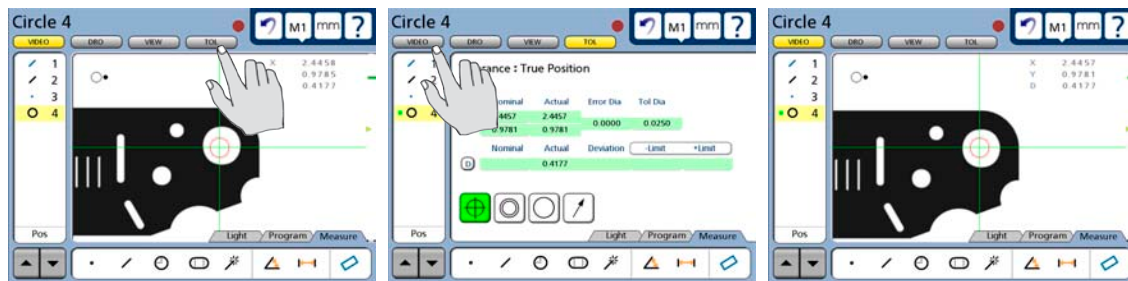 Circle 4
M1 mm ?
VIDEO DRO VIEW TOL
1
2
3
4
X 2.4458
0.9785
0.4177
Pos
Light Program Measure
Circle 4
M1 mm ?
VIDEO DRO VIEW TOL
1
2
4
: True Position
Actual Error Dia Tol Dia
2.4457 0.0000 0.0250
0.9781 0.9781
Nominal Actual Deviation -Limit +Limit
D 0.4177
Pos
Light Program Measure
Circle 4
M1 mm ?
VIDEO DRO VIEW TOL
1
2
3
4
X 2.4457
Y 0.9781
D 0.4177
Pos
Light Program Measure